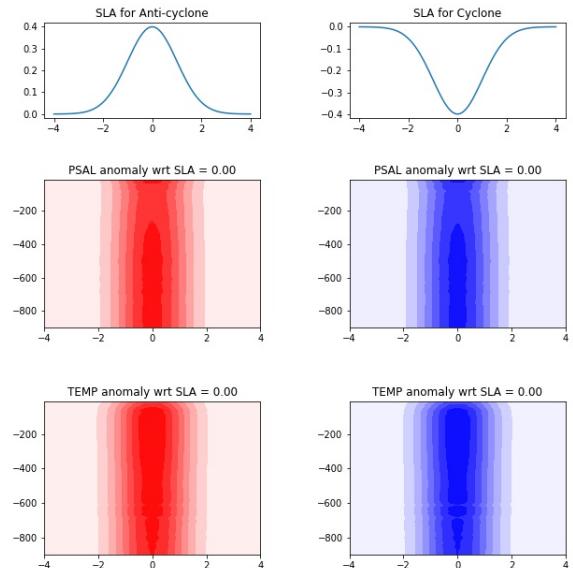 SLA for Anti-cyclone
0.4
0.3
0.2
0.1
0.0
−4 −2 0 2 4
SLA for Cyclone
0.0
−0.1
−0.2
−0.3
−0.4
−4 −2 0 2 4
PSAL anomaly wrt SLA = 0.00
−200
−400
−600
−800
−4 −2 0 2 4
PSAL anomaly wrt SLA = 0.00
−200
−400
−600
−800
−4 −2 0 2 4
TEMP anomaly wrt SLA = 0.00
−200
−400
−600
−800
−4 −2 0 2 4
TEMP anomaly wrt SLA = 0.00
−200
−400
−600
−800
−4 −2 0 2 4